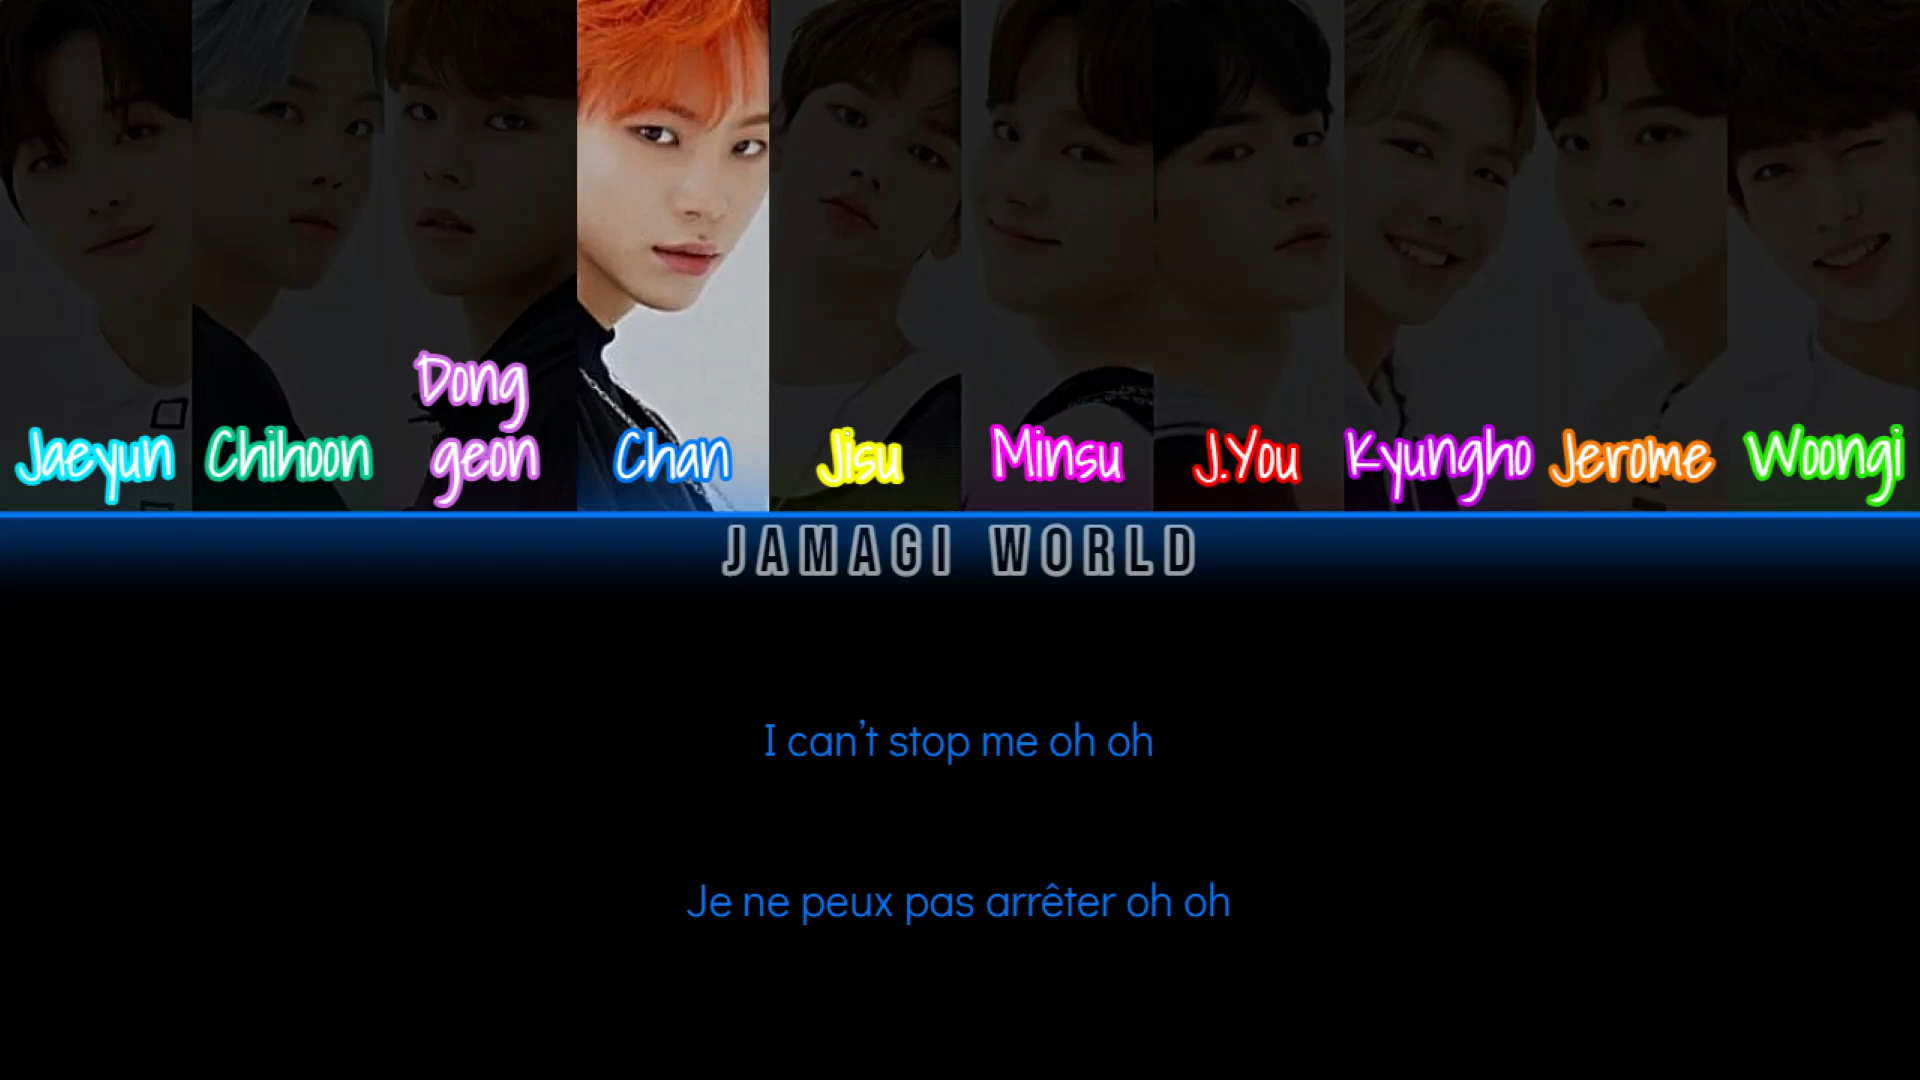 Jaeyun
Chihoon
Dong
geon
Chan
Jisu
Minsu
J.You
Kyungho
Jerome
Woongi
JAMAGI WORLD
I can't stop me oh oh
Je ne peux pas arrêter oh oh